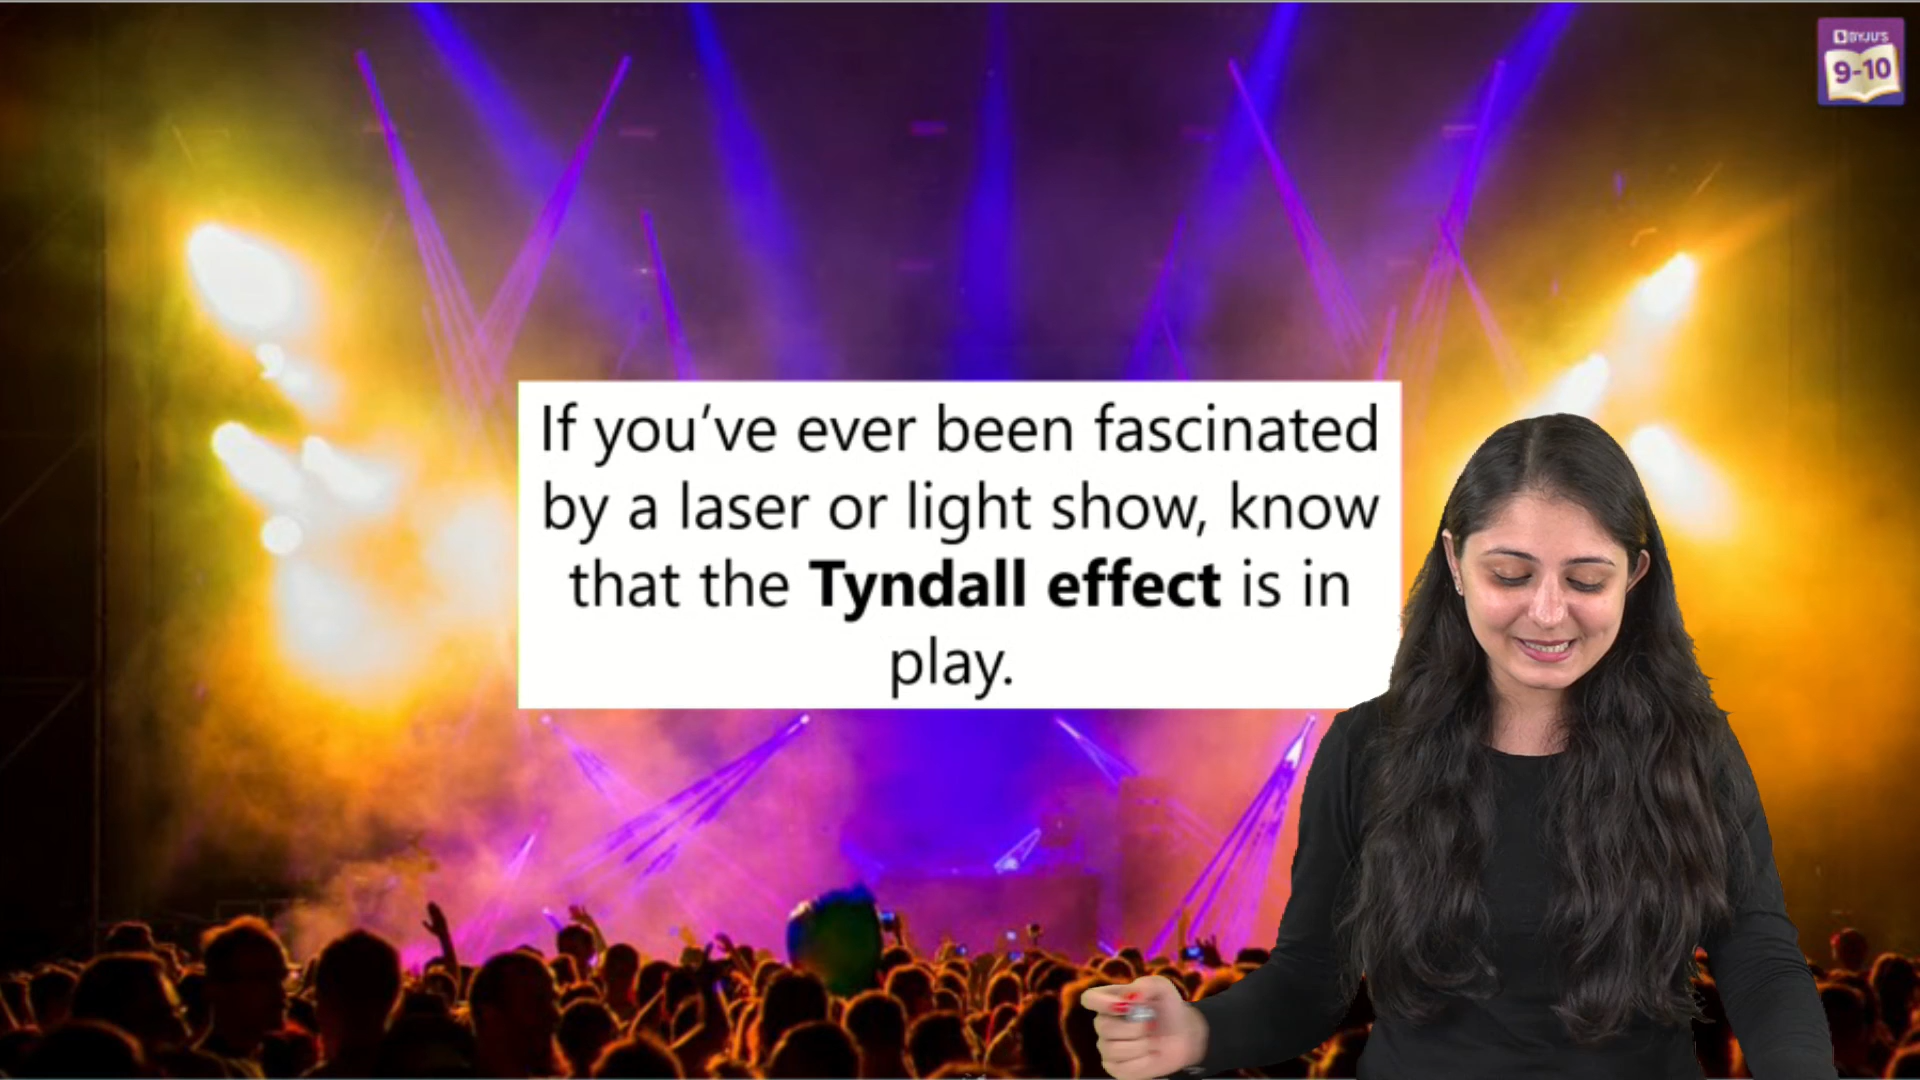 BYJU'S
9-10
If you've ever been fascinated
by a laser or light show, know
that the Tyndall effect is in
play.